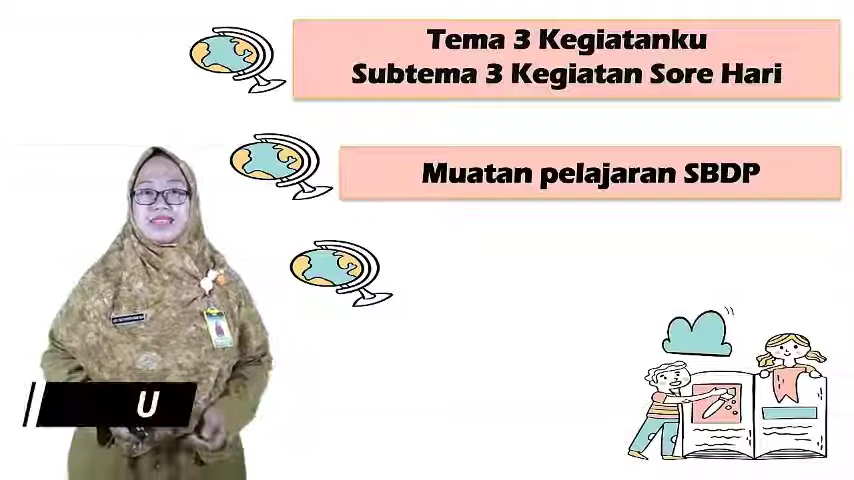 Tema 3 Kegiatanku
Subtema 3 Kegiatan Sore Hari
Muatan pelajaran SBDP
U